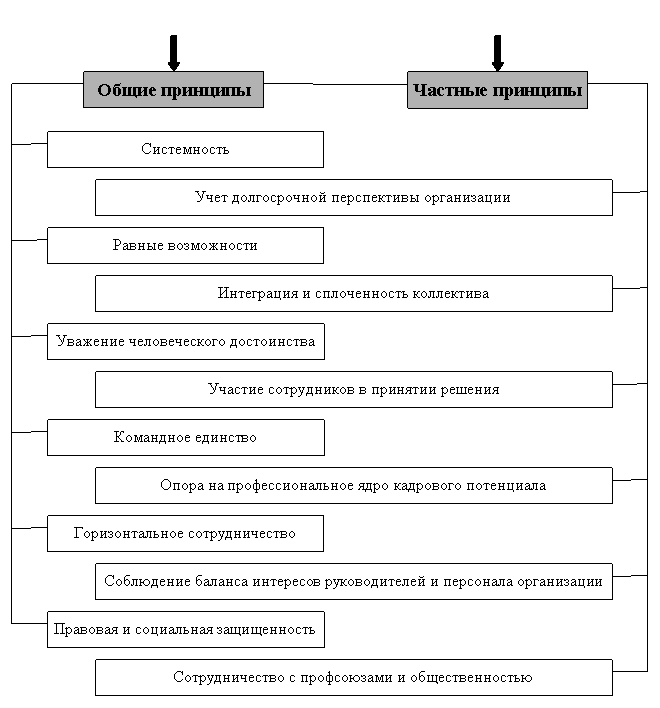 Общие принципы
Частные принципы
Системность
Учет долгосрочной перспективы организации
Равные возможности
Интеграция и сплоченность коллектива
Уважение человеческого достоинства
Участие сотрудников в принятии решения
Командное единство
Опора на профессиональное ядро кадрового потенциала
Горизонтальное сотрудничество
Соблюдение баланса интересов руководителей и персонала организации
Правовая и социальная защищенность
Сотрудничество с профсоюзами и общественностью